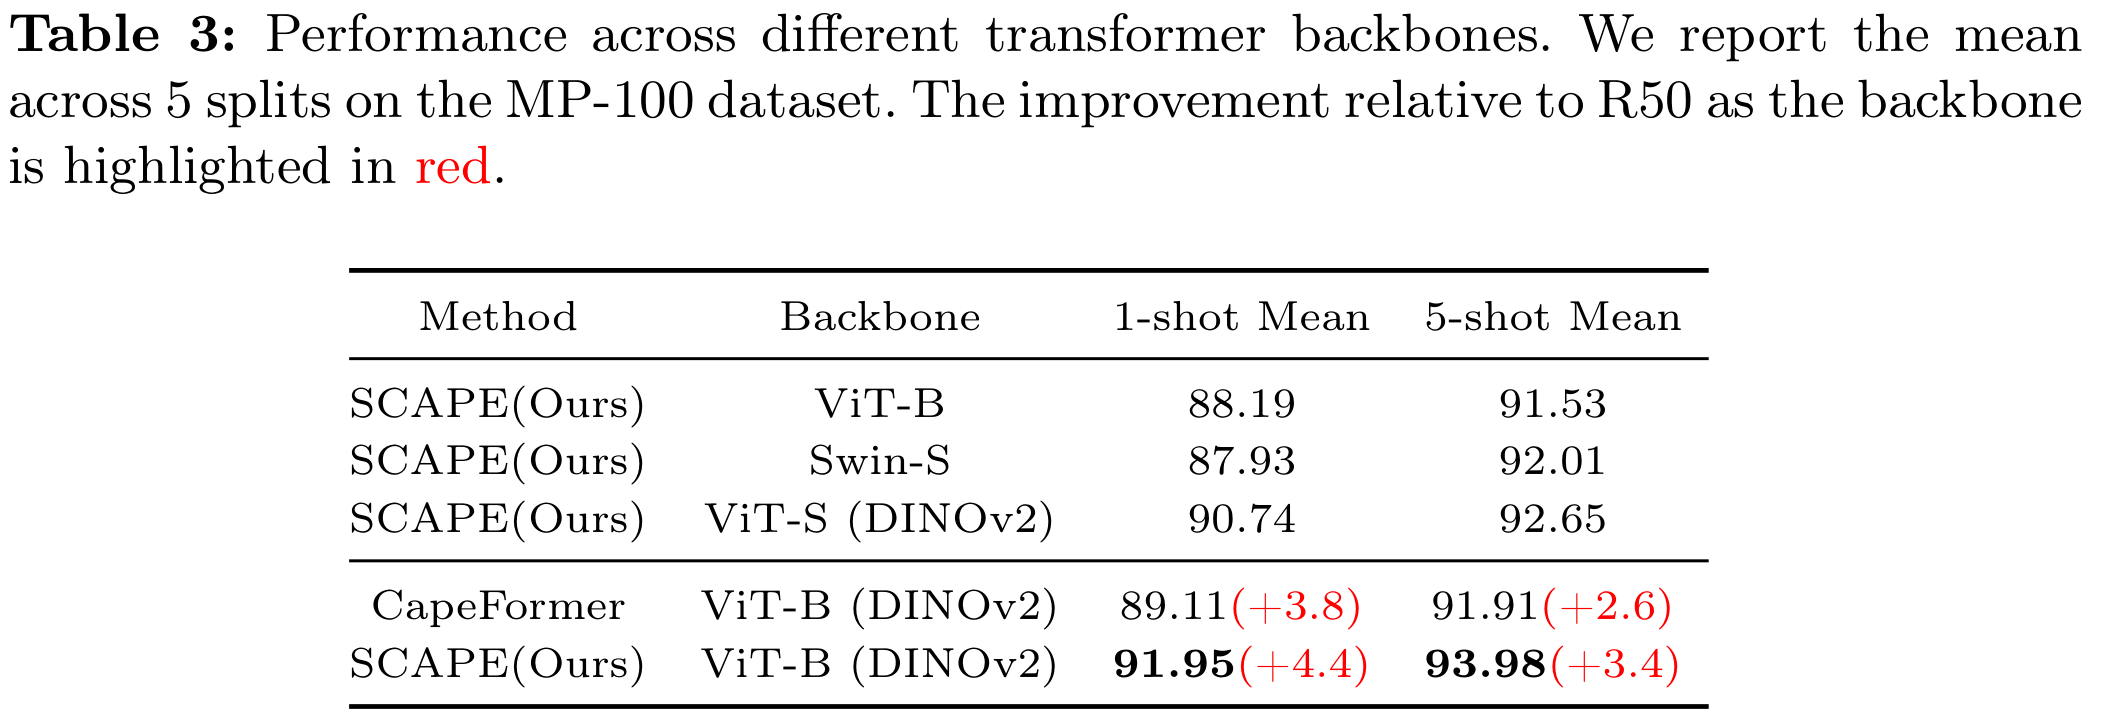 Table 3: Performance across different transformer backbones. We report the mean
across 5 splits on the MP-100 dataset. The improvement relative to R50 as the backbone
is highlighted in red.
Method Backbone 1-shot Mean 5-shot Mean
SCAPE(Ours) ViT-B 88.19 91.53
SCAPE(Ours) Swin-S 87.93 92.01
SCAPE(Ours) ViT-S (DINOv2) 90.74 92.65
CapeFormer ViT-B (DINOv2) 89.11(+3.8) 91.91(+2.6)
SCAPE(Ours) ViT-B (DINOv2) 91.95(+4.4) 93.98(+3.4)